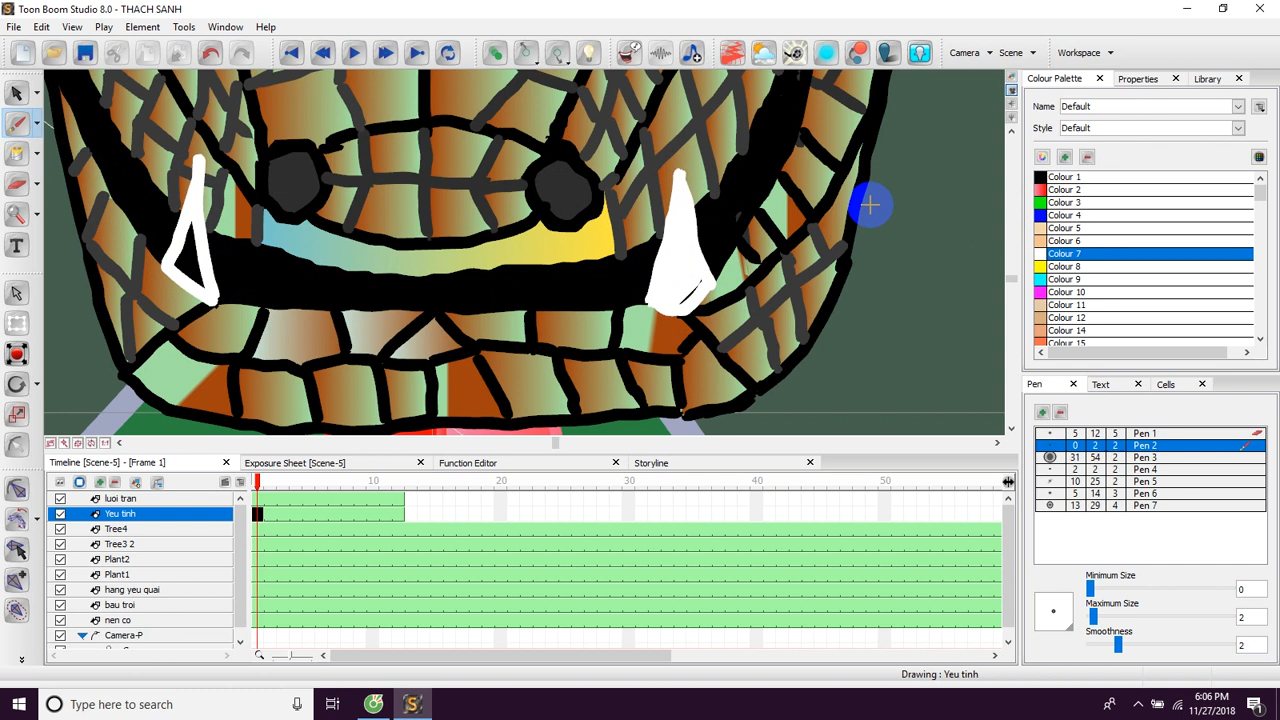 Toon Boom Studio 8.0 - THACH SANH
File Edit View Play Element Tools Window Help
Camera Scene Workspace
Colour Palette Properties Library
Name Default
Style Default
Colour 1
Colour 2
Colour 3
Colour 4
Colour 5
Colour 6
Colour 7
Colour 8
Colour 9
Colour 10
Colour 11
Colour 12
Colour 14
Colour 15
Pen Text Cells
5 12 5 Pen 1
0 2 2 Pen 2
31 54 2 Pen 3
2 2 2 Pen 4
10 25 2 Pen 5
5 14 3 Pen 6
13 29 4 Pen 7
Minimum Size
0
Maximum Size
2
Smoothness
2
Timeline [Scene-5] - [Frame 1] Exposure Sheet [Scene-5] Function Editor Storyline
10 20 30 40 50
luoi tran
Yeu tinh
Tree4
Tree3 2
Plant2
Plant1
hang yeu quai
bau troi
nen co
Camera-P
Drawing : Yeu tinh
Type here to search
6:06 PM
11/27/2018